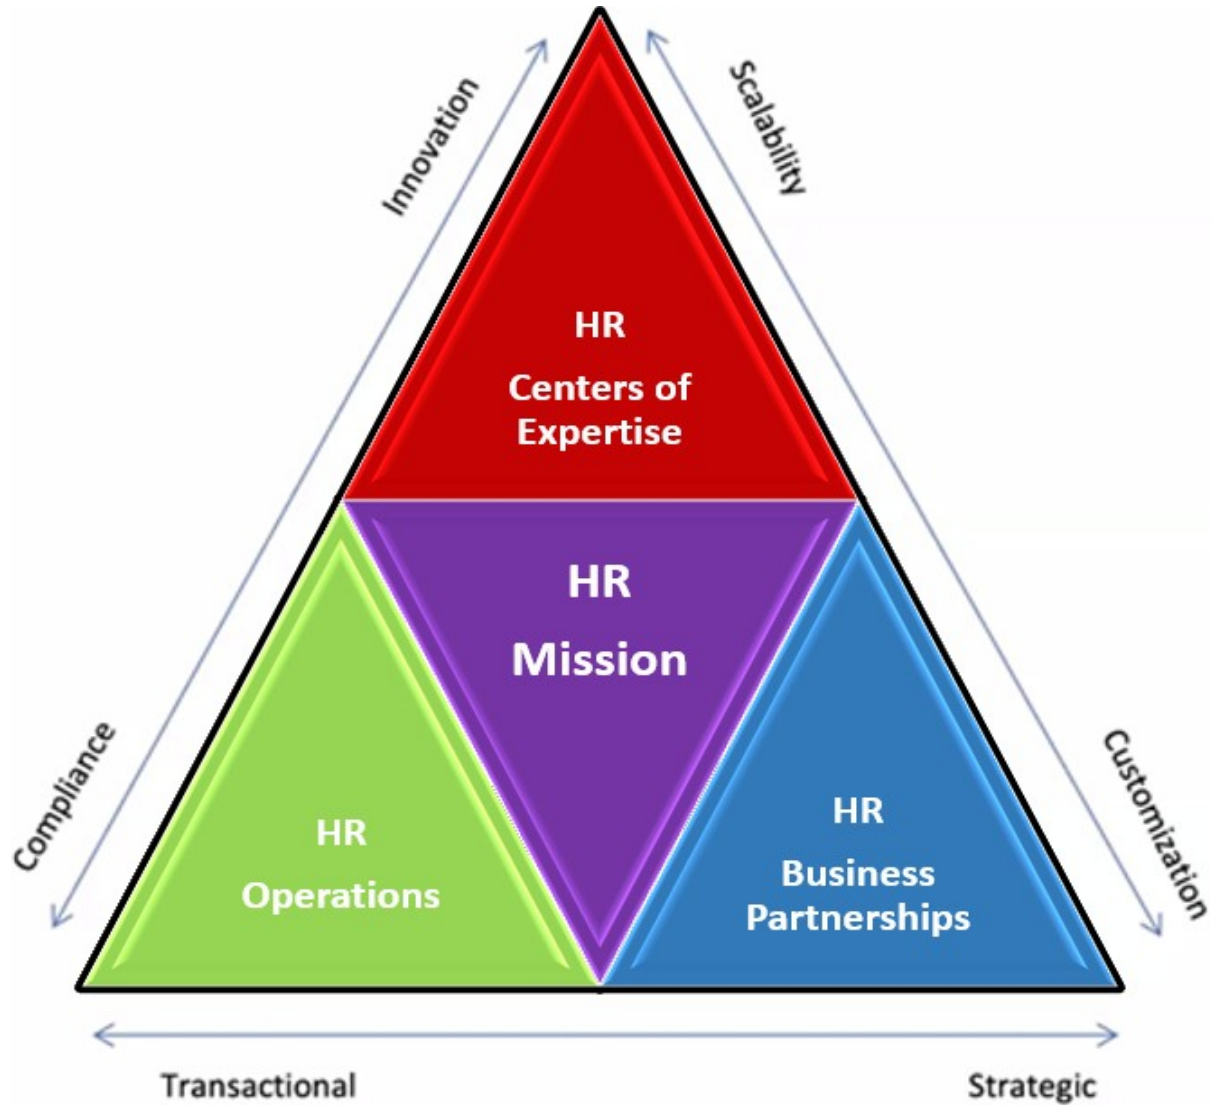 Innovation
Scalability
HR
Centers of
Expertise
HR
Mission
Compliance
Customization
HR
Operations
HR
Business
Partnerships
Transactional
Strategic